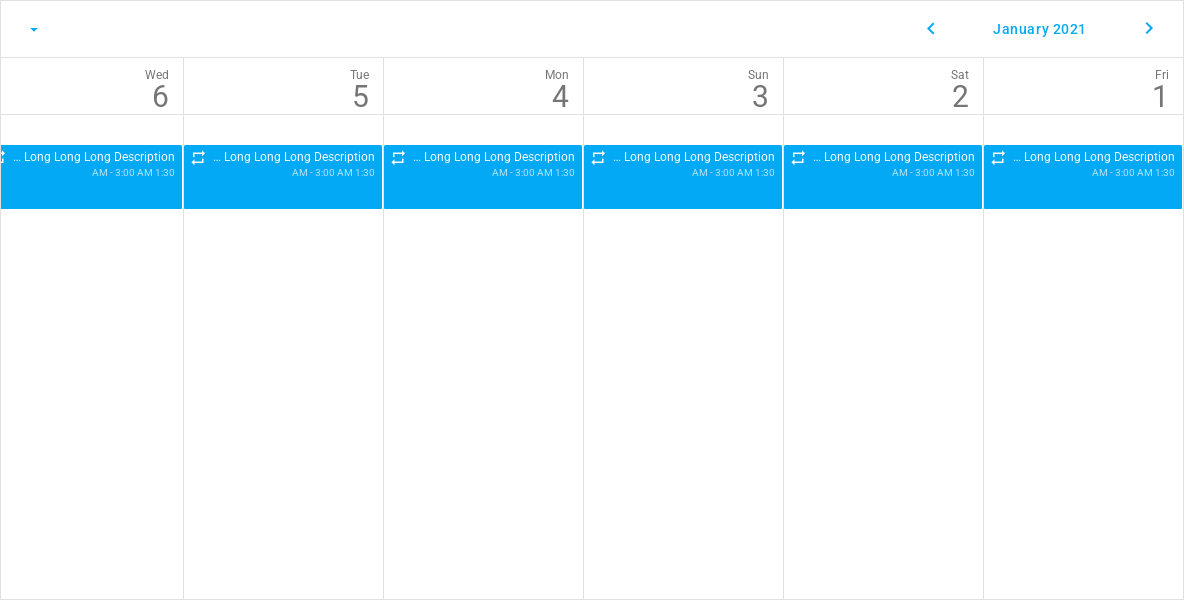 January 2021
Fri
1
Sat
2
Sun
3
Mon
4
Tue
5
Wed
6
... Long Long Long Description
AM - 3:00 AM 1:30
... Long Long Long Description
AM - 3:00 AM 1:30
... Long Long Long Description
AM - 3:00 AM 1:30
... Long Long Long Description
AM - 3:00 AM 1:30
... Long Long Long Description
AM - 3:00 AM 1:30
... Long Long Long Description
AM - 3:00 AM 1:30